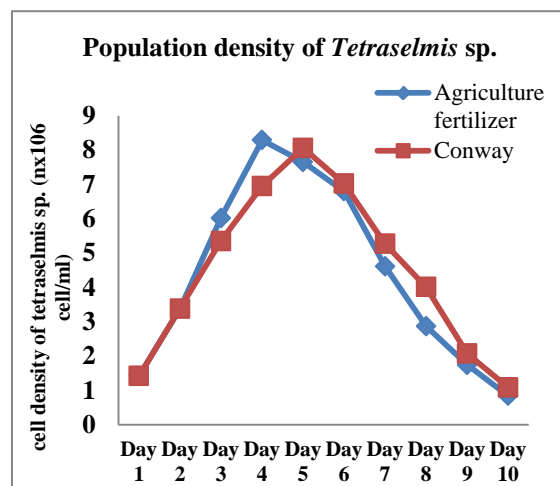 Population density of Tetraselmis sp.
Agriculture
fertilizer
Conway
cell density of tetraselmis sp. (nx106
cell/ml)
9
8
7
6
5
4
3
2
1
0
Day Day Day Day Day Day Day Day Day Day
1 2 3 4 5 6 7 8 9 10